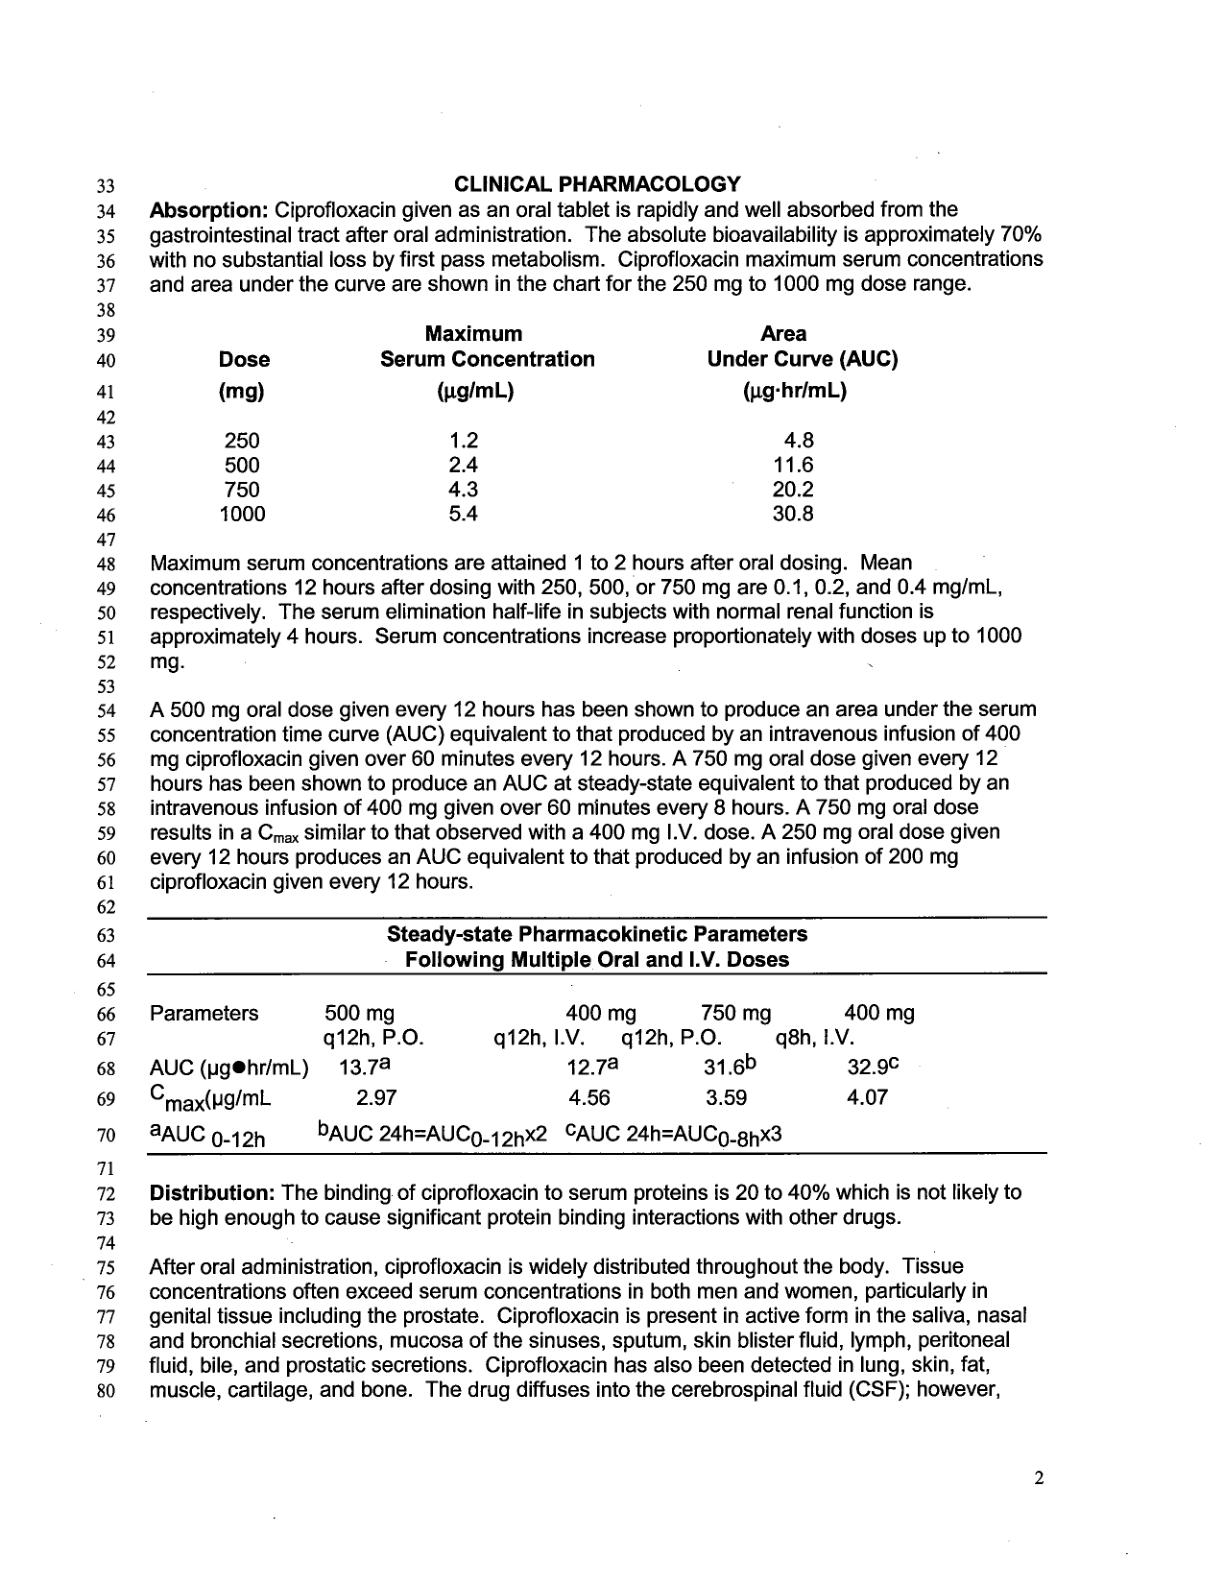 33 CLINICAL PHARMACOLOGY
34 Absorption: Ciprofloxacin given as an oral tablet is rapidly and well absorbed from the
35 gastrointestinal tract after oral administration. The absolute bioavailability is approximately 70%
36 with no substantial loss by first pass metabolism. Ciprofloxacin maximum serum concentrations
37 and area under the curve are shown in the chart for the 250 mg to 1000 mg dose range.
38
39 Maximum Area
40 Dose Serum Concentration Under Curve (AUC)
41 (mg) (µg/mL) (µg·hr/mL)
42
43 250 1.2 4.8
44 500 2.4 11.6
45 750 4.3 20.2
46 1000 5.4 30.8
47
48 Maximum serum concentrations are attained 1 to 2 hours after oral dosing. Mean
49 concentrations 12 hours after dosing with 250, 500, or 750 mg are 0.1, 0.2, and 0.4 mg/mL,
50 respectively. The serum elimination half-life in subjects with normal renal function is
51 approximately 4 hours. Serum concentrations increase proportionately with doses up to 1000
52 mg.
53
54 A 500 mg oral dose given every 12 hours has been shown to produce an area under the serum
55 concentration time curve (AUC) equivalent to that produced by an intravenous infusion of 400
56 mg ciprofloxacin given over 60 minutes every 12 hours. A 750 mg oral dose given every 12
57 hours has been shown to produce an AUC at steady-state equivalent to that produced by an
58 intravenous infusion of 400 mg given over 60 minutes every 8 hours. A 750 mg oral dose
59 results in a Cmax similar to that observed with a 400 mg I.V. dose. A 250 mg oral dose given
60 every 12 hours produces an AUC equivalent to that produced by an infusion of 200 mg
61 ciprofloxacin given every 12 hours.
62
63 Steady-state Pharmacokinetic Parameters
64 Following Multiple Oral and I.V. Doses
65
66 Parameters 500 mg 400 mg 750 mg 400 mg
67 q12h, P.O. q12h, I.V. q12h, P.O. q8h, I.V.
68 AUC (µg●hr/mL) 13.7a 12.7a 31.6b 32.9c
69 Cmax(µg/mL 2.97 4.56 3.59 4.07
70 aAUC 0-12h bAUC 24h=AUC0-12hx2 cAUC 24h=AUC0-8hx3
71
72 Distribution: The binding of ciprofloxacin to serum proteins is 20 to 40% which is not likely to
73 be high enough to cause significant protein binding interactions with other drugs.
74
75 After oral administration, ciprofloxacin is widely distributed throughout the body. Tissue
76 concentrations often exceed serum concentrations in both men and women, particularly in
77 genital tissue including the prostate. Ciprofloxacin is present in active form in the saliva, nasal
78 and bronchial secretions, mucosa of the sinuses, sputum, skin blister fluid, lymph, peritoneal
79 fluid, bile, and prostatic secretions. Ciprofloxacin has also been detected in lung, skin, fat,
80 muscle, cartilage, and bone. The drug diffuses into the cerebrospinal fluid (CSF); however,
2